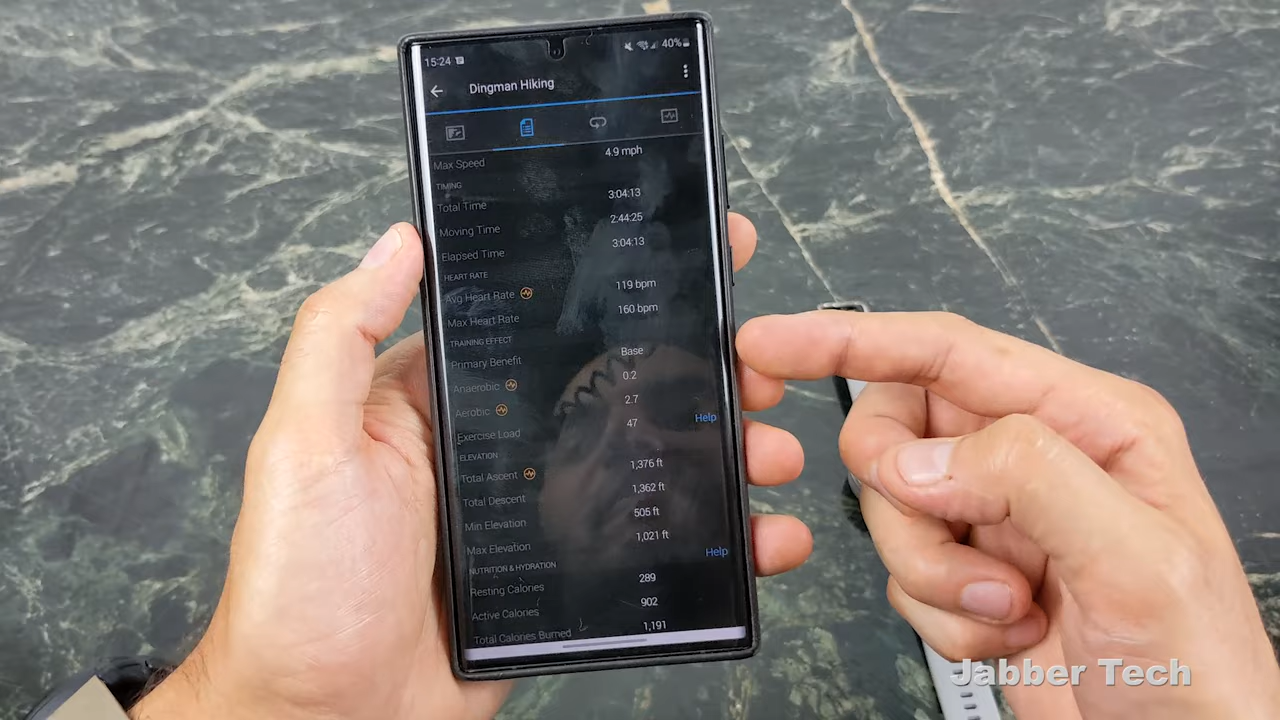 15:24 40%
Dingman Hiking
Max Speed 4.9 mph
TIMING
Total Time 3:04:13
Moving Time 2:44:25
Elapsed Time 3:04:13
HEART RATE
Avg Heart Rate 119 bpm
Max Heart Rate 160 bpm
TRAINING EFFECT
Primary Benefit Base
Anaerobic 0.2
Aerobic 2.7
Exercise Load 47 Help
ELEVATION
Total Ascent 1,376 ft
Total Descent 1,362 ft
Min Elevation 505 ft
Max Elevation 1,021 ft
NUTRITION & HYDRATION Help
Resting Calories 289
Active Calories 902
Total Calories Burned 1,191
Jabber Tech